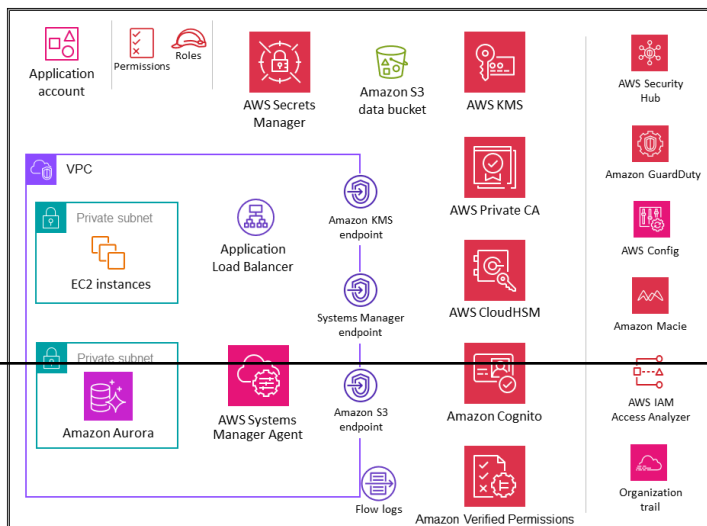 Application
account
Permissions
Roles
AWS Secrets
Manager
Amazon S3
data bucket
AWS KMS
AWS Security
Hub
VPC
Private subnet
EC2 instances
Application
Load Balancer
Amazon KMS
endpoint
AWS Private CA
Amazon GuardDuty
AWS Config
Systems Manager
endpoint
AWS CloudHSM
Amazon Macie
Private subnet
Amazon Aurora
AWS Systems
Manager Agent
Amazon S3
endpoint
Amazon Cognito
AWS IAM
Access Analyzer
Flow logs
Amazon Verified Permissions
Organization
trail